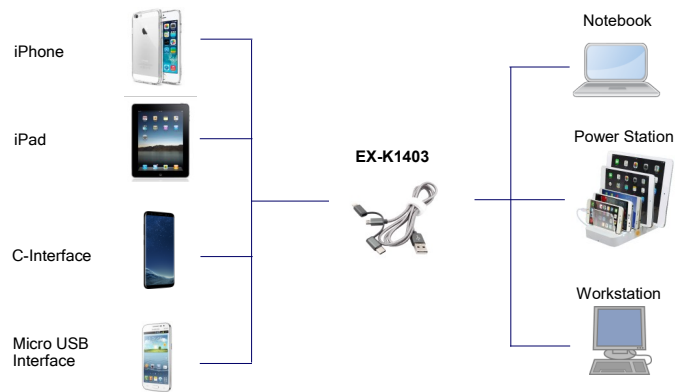 iPhone
iPad
C-Interface
Micro USB
Interface
EX-K1403
Notebook
Power Station
Workstation